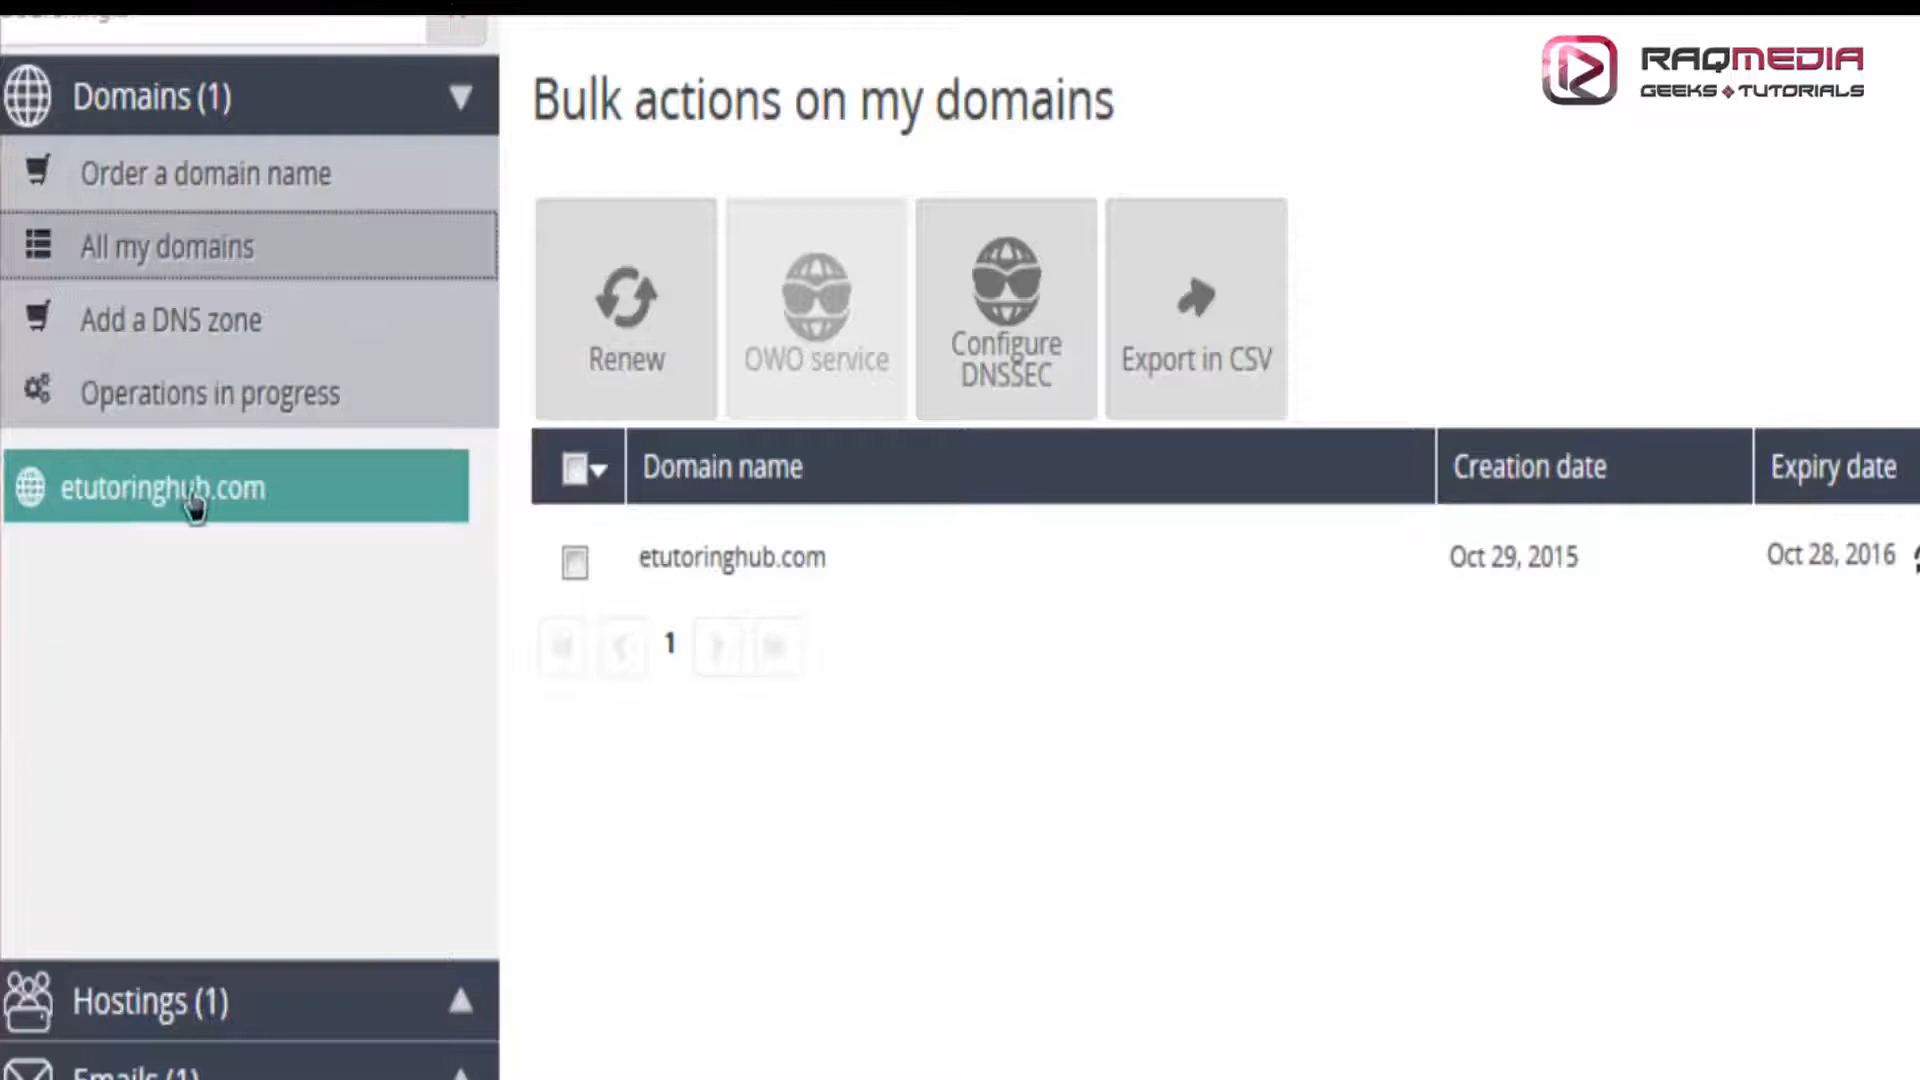 RAQMEDIA
GEEKS TUTORIALS
Domains (1)
Order a domain name
All my domains
Add a DNS zone
Operations in progress
etutoringhub.com
Hostings (1)
Emails (1)
Bulk actions on my domains
Renew
OWO service
Configure
DNSSEC
Export in CSV
Domain name Creation date Expiry date
etutoringhub.com Oct 29, 2015 Oct 28, 2016
1